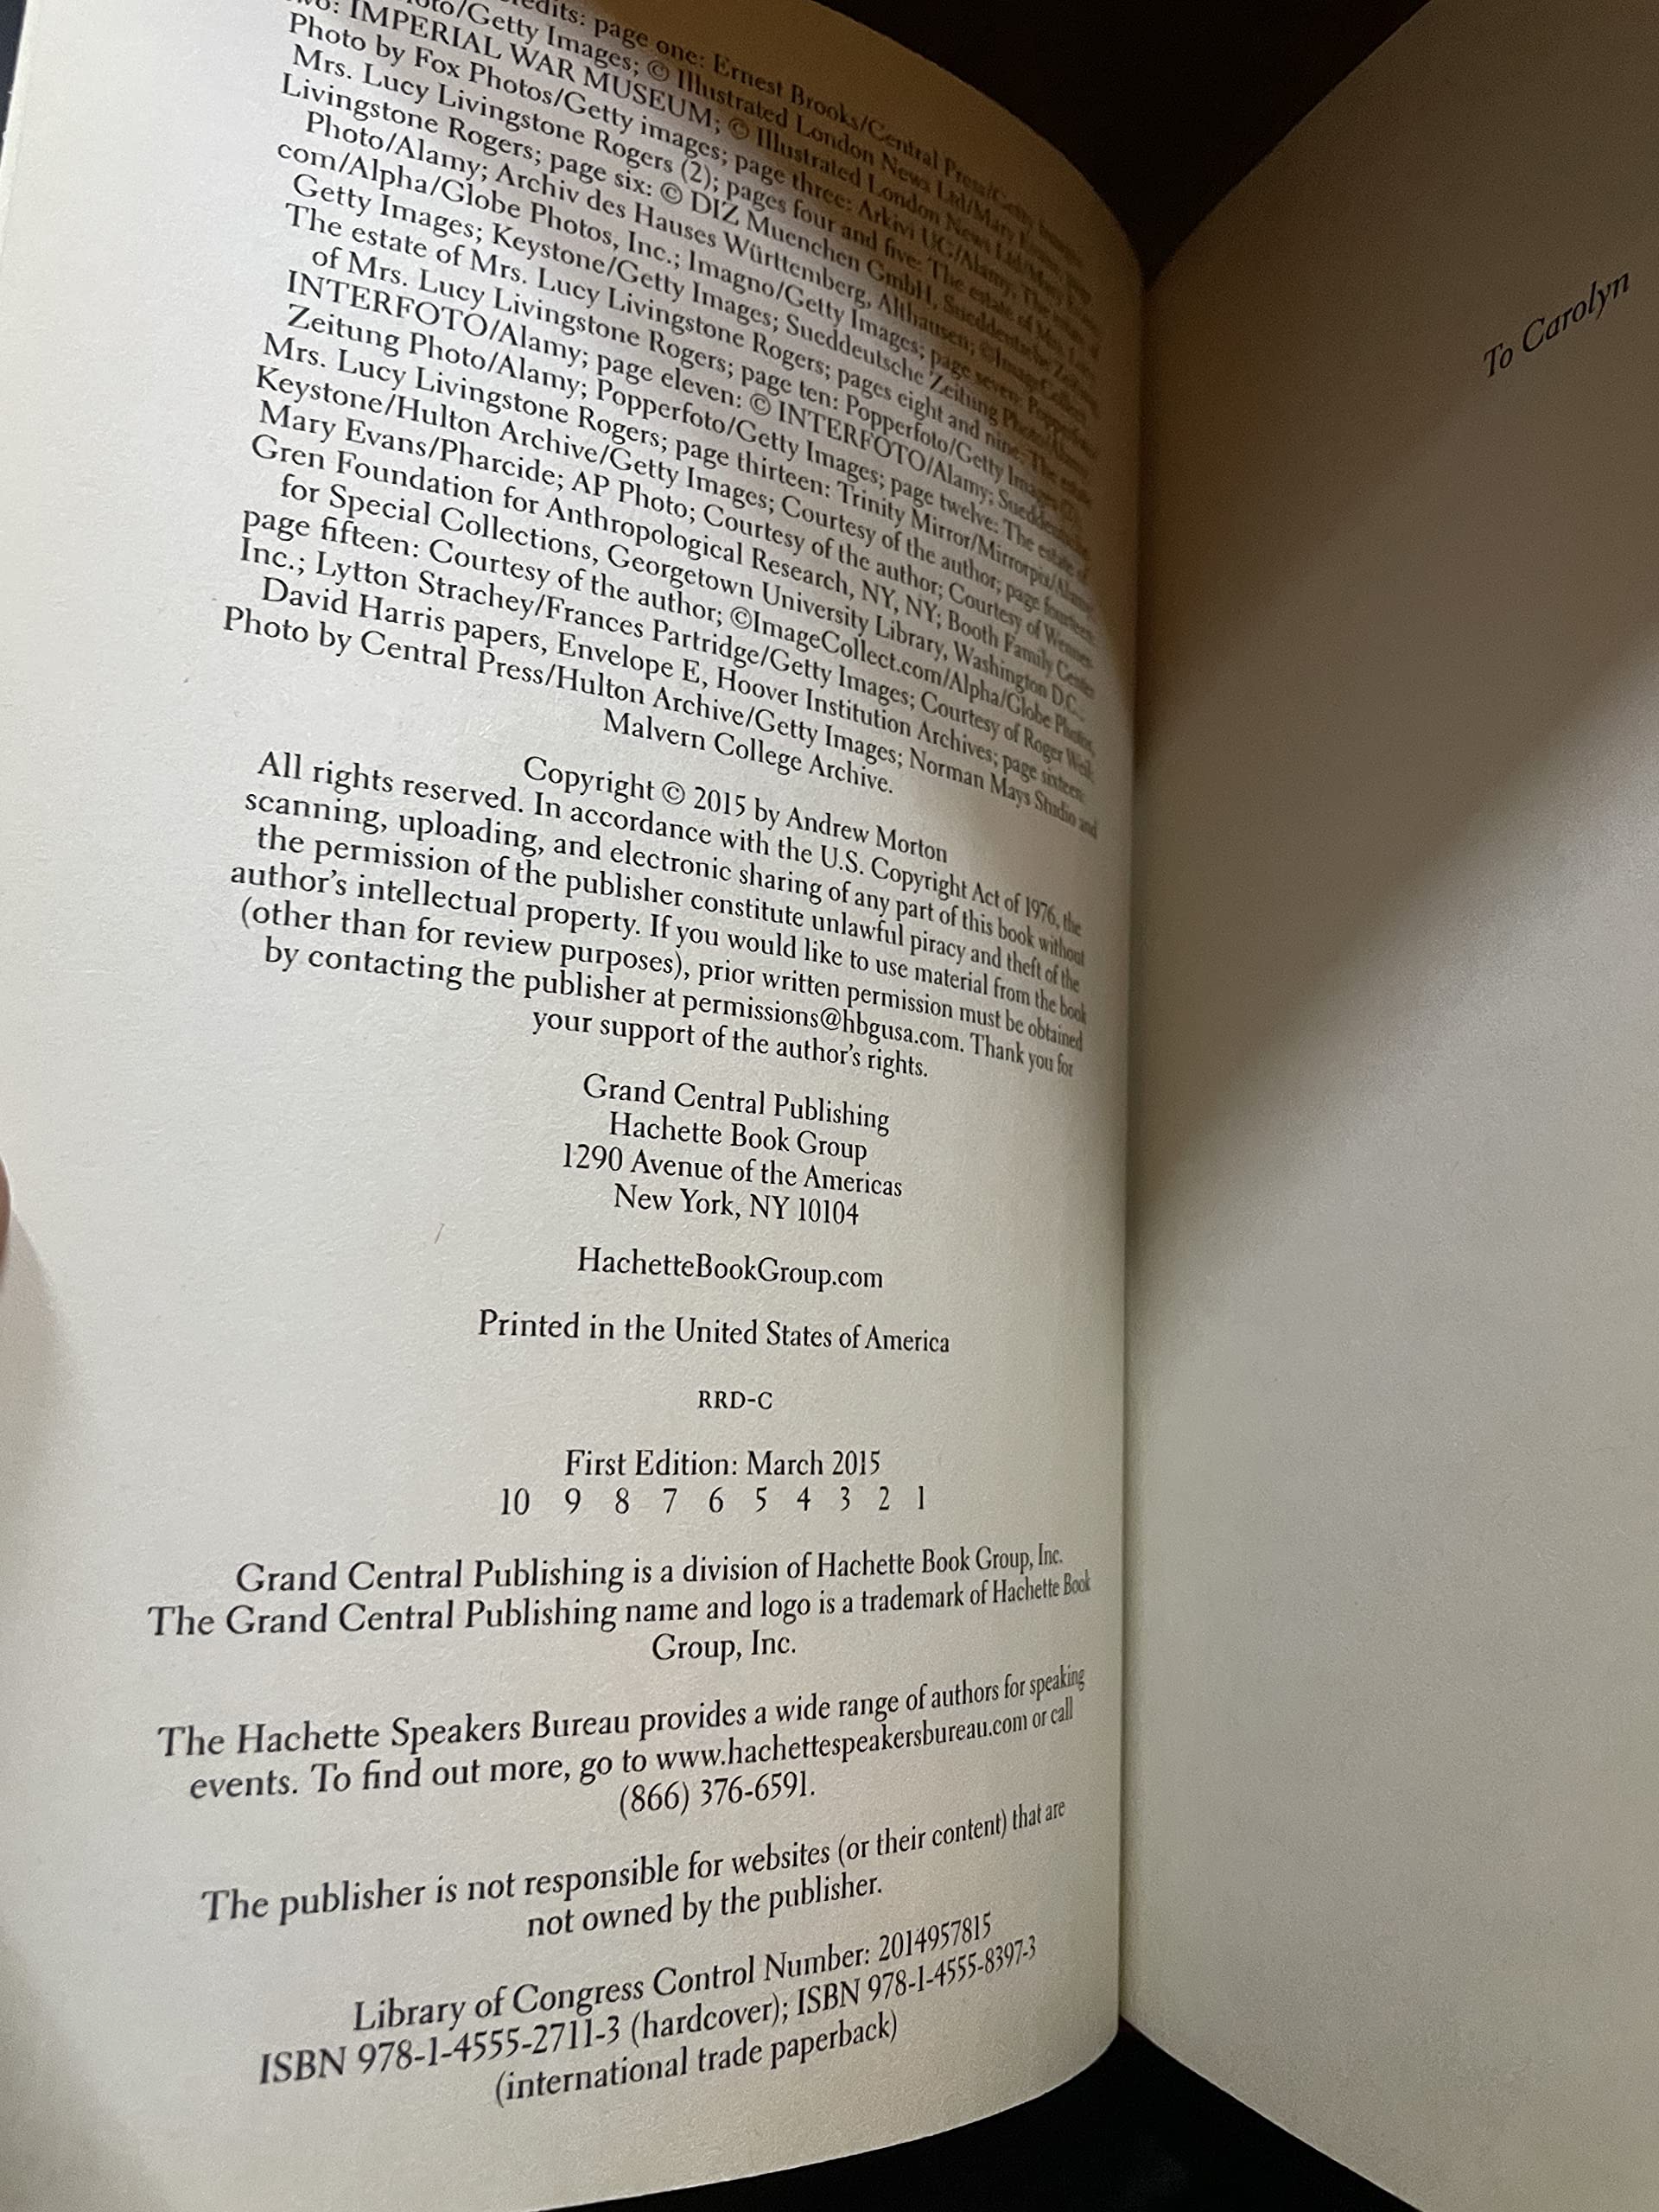 credits: page one: Ernest Brooks/Central Press/Getty Images;
Photo/Getty Images; © Illustrated London News Ltd/Mary Evans; page
two: IMPERIAL WAR MUSEUM; © Illustrated London News Ltd/Mary Evans;
Photo by Fox Photos/Getty images; page three: Arkivi UG/Alamy; The estate of
Mrs. Lucy Livingstone Rogers (2); pages four and five: The estate of Mrs. Lucy
Livingstone Rogers; page six: © DIZ Muenchen GmbH, Sueddeutsche Zeitung
Photo/Alamy; Archiv des Hauses Württemberg, Althausen; ©ImageCollect.
com/Alpha/Globe Photos, Inc.; Imagno/Getty Images; page seven: Popperfoto/
Getty Images; Keystone/Getty Images; Sueddeutsche Zeitung Photo/Alamy;
The estate of Mrs. Lucy Livingstone Rogers; pages eight and nine: The estate
of Mrs. Lucy Livingstone Rogers; page ten: Popperfoto/Getty Images (2);
INTERFOTO/Alamy; page eleven: © INTERFOTO/Alamy; Sueddeutsche
Zeitung Photo/Alamy; Popperfoto/Getty Images; page twelve: The estate of
Mrs. Lucy Livingstone Rogers; page thirteen: Trinity Mirror/Mirrorpix/Alamy;
Keystone/Hulton Archive/Getty Images; Courtesy of the author; page fourteen:
Mary Evans/Pharcide; AP Photo; Courtesy of the author; Courtesy of Wenner-
Gren Foundation for Anthropological Research, NY, NY; Booth Family Center
for Special Collections, Georgetown University Library, Washington D.C.;
page fifteen: Courtesy of the author; ©ImageCollect.com/Alpha/Globe Photos,
Inc.; Lytton Strachey/Frances Partridge/Getty Images; Courtesy of Roger Weil;
David Harris papers, Envelope E, Hoover Institution Archives; page sixteen:
Photo by Central Press/Hulton Archive/Getty Images; Norman Mays Studio and
Malvern College Archive.
Copyright © 2015 by Andrew Morton
All rights reserved. In accordance with the U.S. Copyright Act of 1976, the
scanning, uploading, and electronic sharing of any part of this book without
the permission of the publisher constitute unlawful piracy and theft of the
author's intellectual property. If you would like to use material from the book
(other than for review purposes), prior written permission must be obtained
by contacting the publisher at permissions@hbgusa.com. Thank you for
your support of the author's rights.
Grand Central Publishing
Hachette Book Group
1290 Avenue of the Americas
New York, NY 10104
HachetteBookGroup.com
Printed in the United States of America
RRD-C
First Edition: March 2015
10 9 8 7 6 5 4 3 2 1
Grand Central Publishing is a division of Hachette Book Group, Inc.
The Grand Central Publishing name and logo is a trademark of Hachette Book
Group, Inc.
The Hachette Speakers Bureau provides a wide range of authors for speaking
events. To find out more, go to www.hachettespeakersbureau.com or call
(866) 376-6591.
The publisher is not responsible for websites (or their content) that are
not owned by the publisher.
Library of Congress Control Number: 2014957815
ISBN 978-1-4555-2711-3 (hardcover); ISBN 978-1-4555-8397-3
(international trade paperback)
To Carolyn